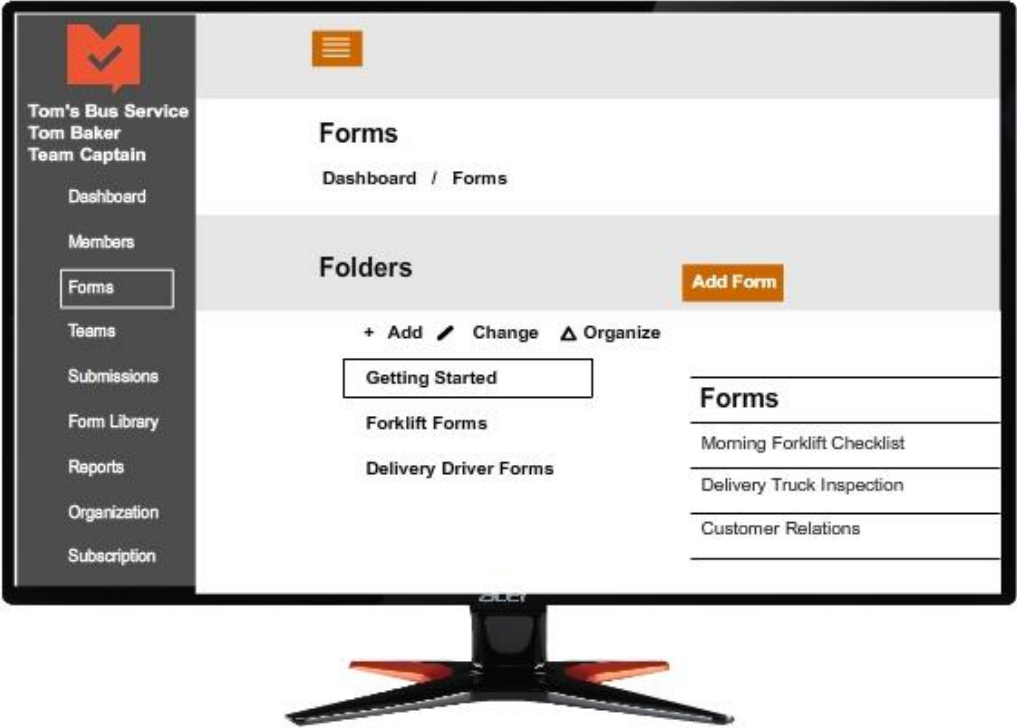 Tom's Bus Service
Tom Baker
Team Captain
Dashboard
Members
Forms
Teams
Submissions
Form Library
Reports
Organization
Subscription
Forms
Dashboard / Forms
Folders
Add Form
+ Add Change Organize
Getting Started
Forklift Forms
Delivery Driver Forms
Forms
Morning Forklift Checklist
Delivery Truck Inspection
Customer Relations
acer